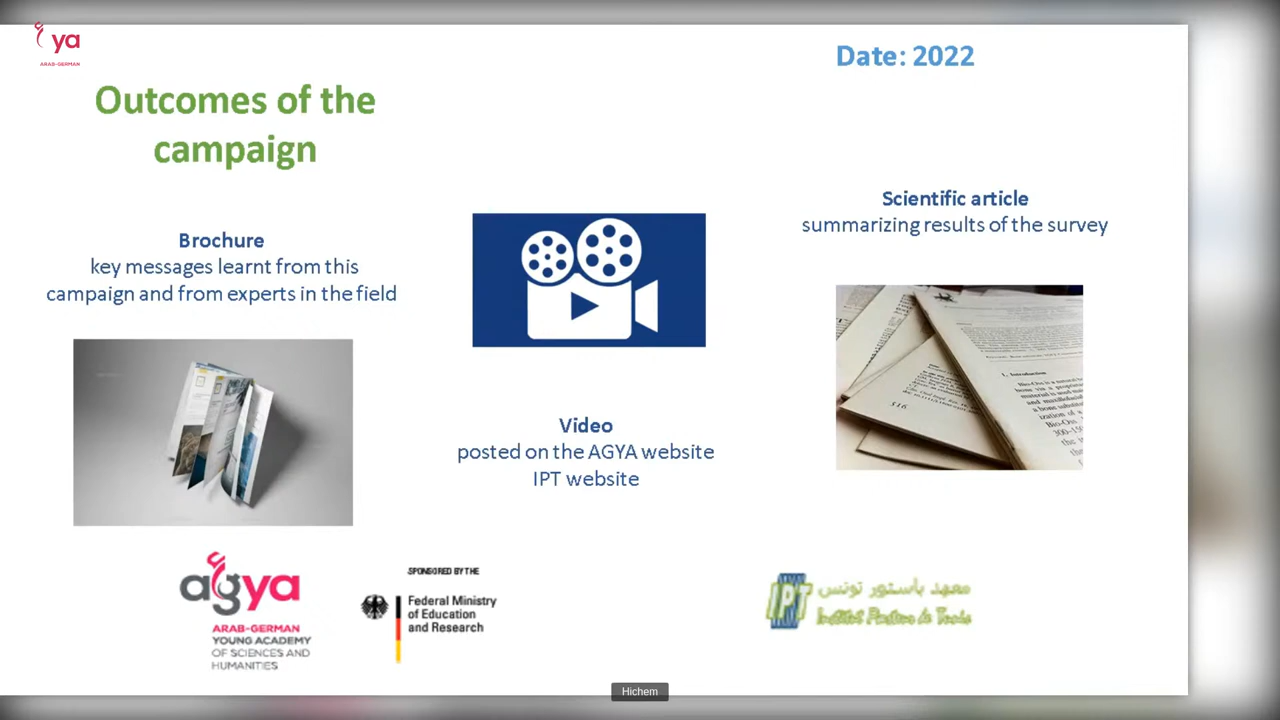 ya
ARAB-GERMAN
Date: 2022
Outcomes of the
campaign
Brochure
key messages learnt from this
campaign and from experts in the field
Video
posted on the AGYA website
IPT website
Scientific article
summarizing results of the survey
1. Introduction
516
agya
ARAB-GERMAN
YOUNG ACADEMY
OF SCIENCES AND
HUMANITIES
SPONSORED BY THE
Federal Ministry
of Education
and Research
IPT
معهد باستور تونس
Institut Pasteur de Tunis
Hichem